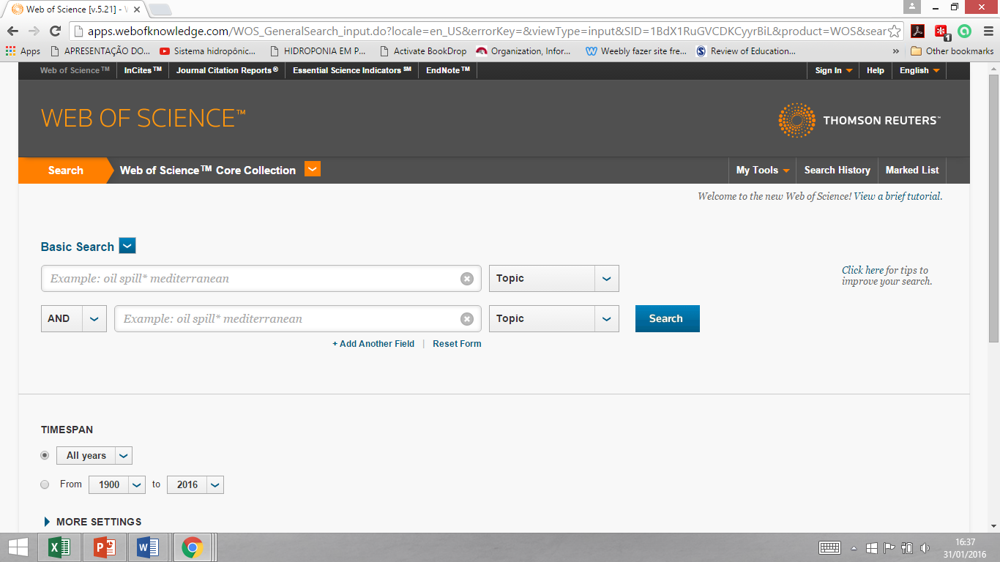 Web of Science [v.5.21] - W
apps.webofknowledge.com/WOS_GeneralSearch_input.do?locale=en_US&errorKey=&viewType=input&SID=1BdX1RuGVCDKCyyrBiL&product=WOS&sear
1
Apps APRESENTAÇÃO DO... Sistema hidropônic... HIDROPONIA EM P... Activate BookDrop Organization, Infor... Weebly fazer site fre... Review of Education... » Other bookmarks
Web of Science™ InCites™ Journal Citation Reports® Essential Science Indicators℠ EndNote™ Sign In Help English
WEB OF SCIENCE™ THOMSON REUTERS™
Search Web of Science™ Core Collection My Tools Search History Marked List
Welcome to the new Web of Science! View a brief tutorial.
Basic Search
Example: oil spill* mediterranean Topic
Click here for tips to
improve your search.
AND Example: oil spill* mediterranean Topic Search
+ Add Another Field | Reset Form
TIMESPAN
All years
From 1900 to 2016
MORE SETTINGS
16:37
31/01/2016